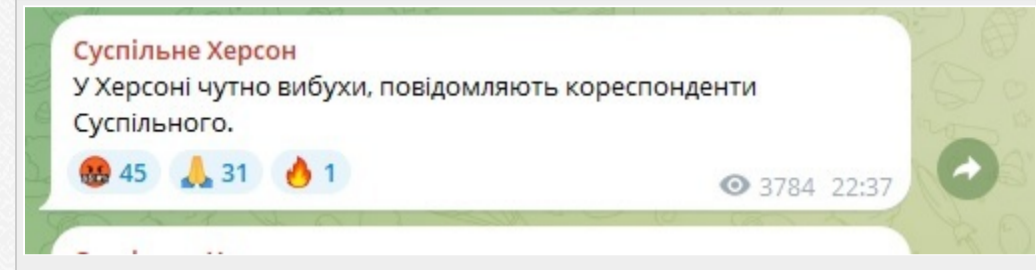 Суспільне Херсон
У Херсоні чутно вибухи, повідомляють кореспонденти
Суспільного.
45 31 1
3784 22:37